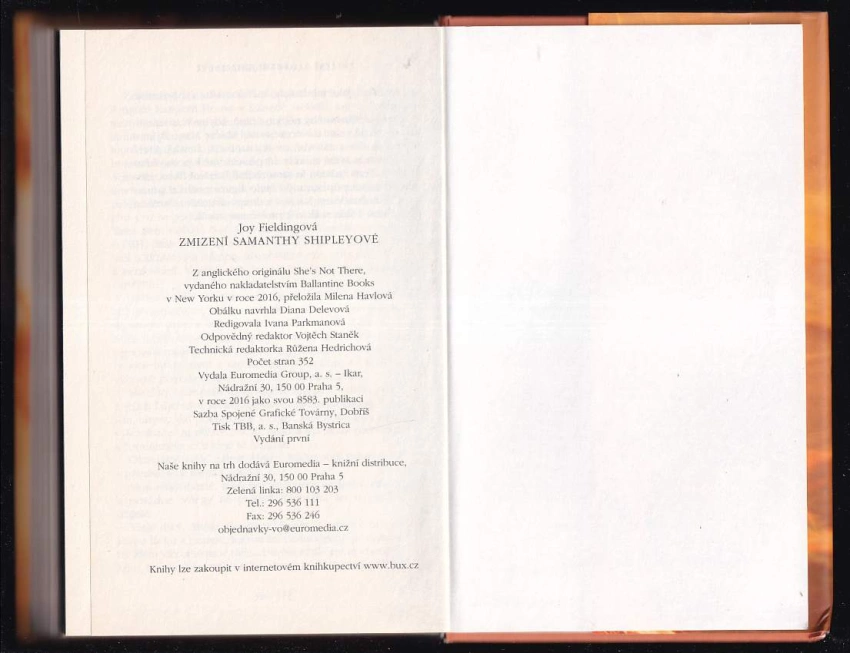 Joy Fieldingová
ZMIZENÍ SAMANTHY SHIPLEYOVÉ
Z anglického originálu She's Not There,
vydaného nakladatelstvím Ballantine Books
v New Yorku v roce 2016, přeložila Milena Havlová
Obálku navrhla Diana Delevová
Redigovala Ivana Parkmanová
Odpovědný redaktor Vojtěch Staněk
Technická redaktorka Růžena Hedrichová
Počet stran 352
Vydala Euromedia Group, a. s. – Ikar,
Nádražní 30, 150 00 Praha 5,
v roce 2016 jako svou 8583. publikaci
Sazba Spojené Grafické Továrny, Dobříš
Tisk TBB, a. s., Banská Bystrica
Vydání první
Naše knihy na trh dodává Euromedia – knižní distribuce,
Nádražní 30, 150 00 Praha 5
Zelená linka: 800 103 203
Tel.: 296 536 111
Fax: 296 536 246
objednavky-vo@euromedia.cz
Knihy lze zakoupit v internetovém knihkupectví www.bux.cz